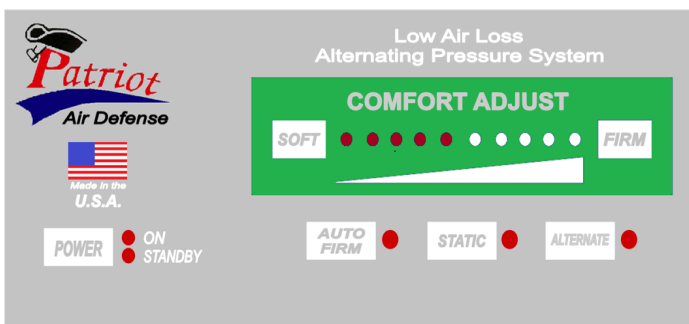 Patriot
Air Defense
Made in the
U.S.A.
Low Air Loss
Alternating Pressure System
COMFORT ADJUST
SOFT
FIRM
POWER
ON
STANDBY
AUTO
FIRM
STATIC
ALTERNATE